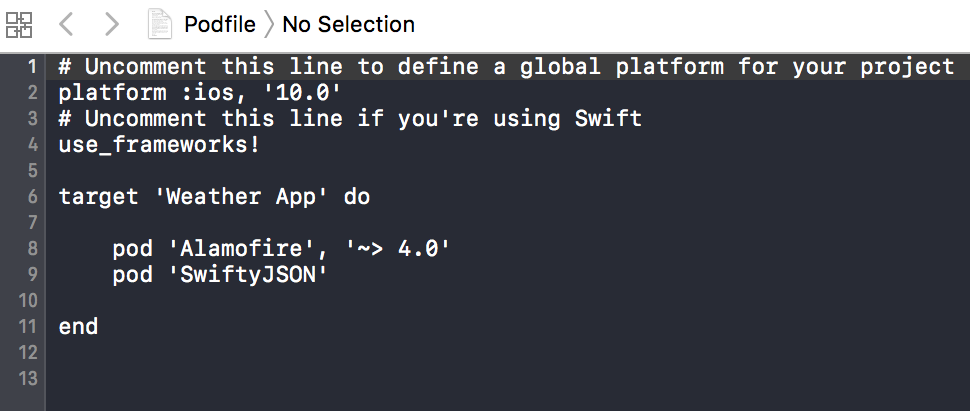 Podfile No Selection
1 # Uncomment this line to define a global platform for your project
2 platform :ios, '10.0'
3 # Uncomment this line if you're using Swift
4 use_frameworks!
5
6 target 'Weather App' do
7
8     pod 'Alamofire', '~> 4.0'
9     pod 'SwiftyJSON'
10
11 end
12
13